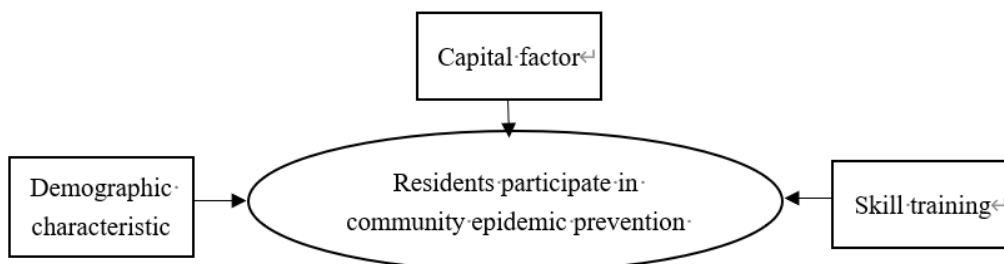 Capital factor
Demographic
characteristic
Residents participate in
community epidemic prevention
Skill training